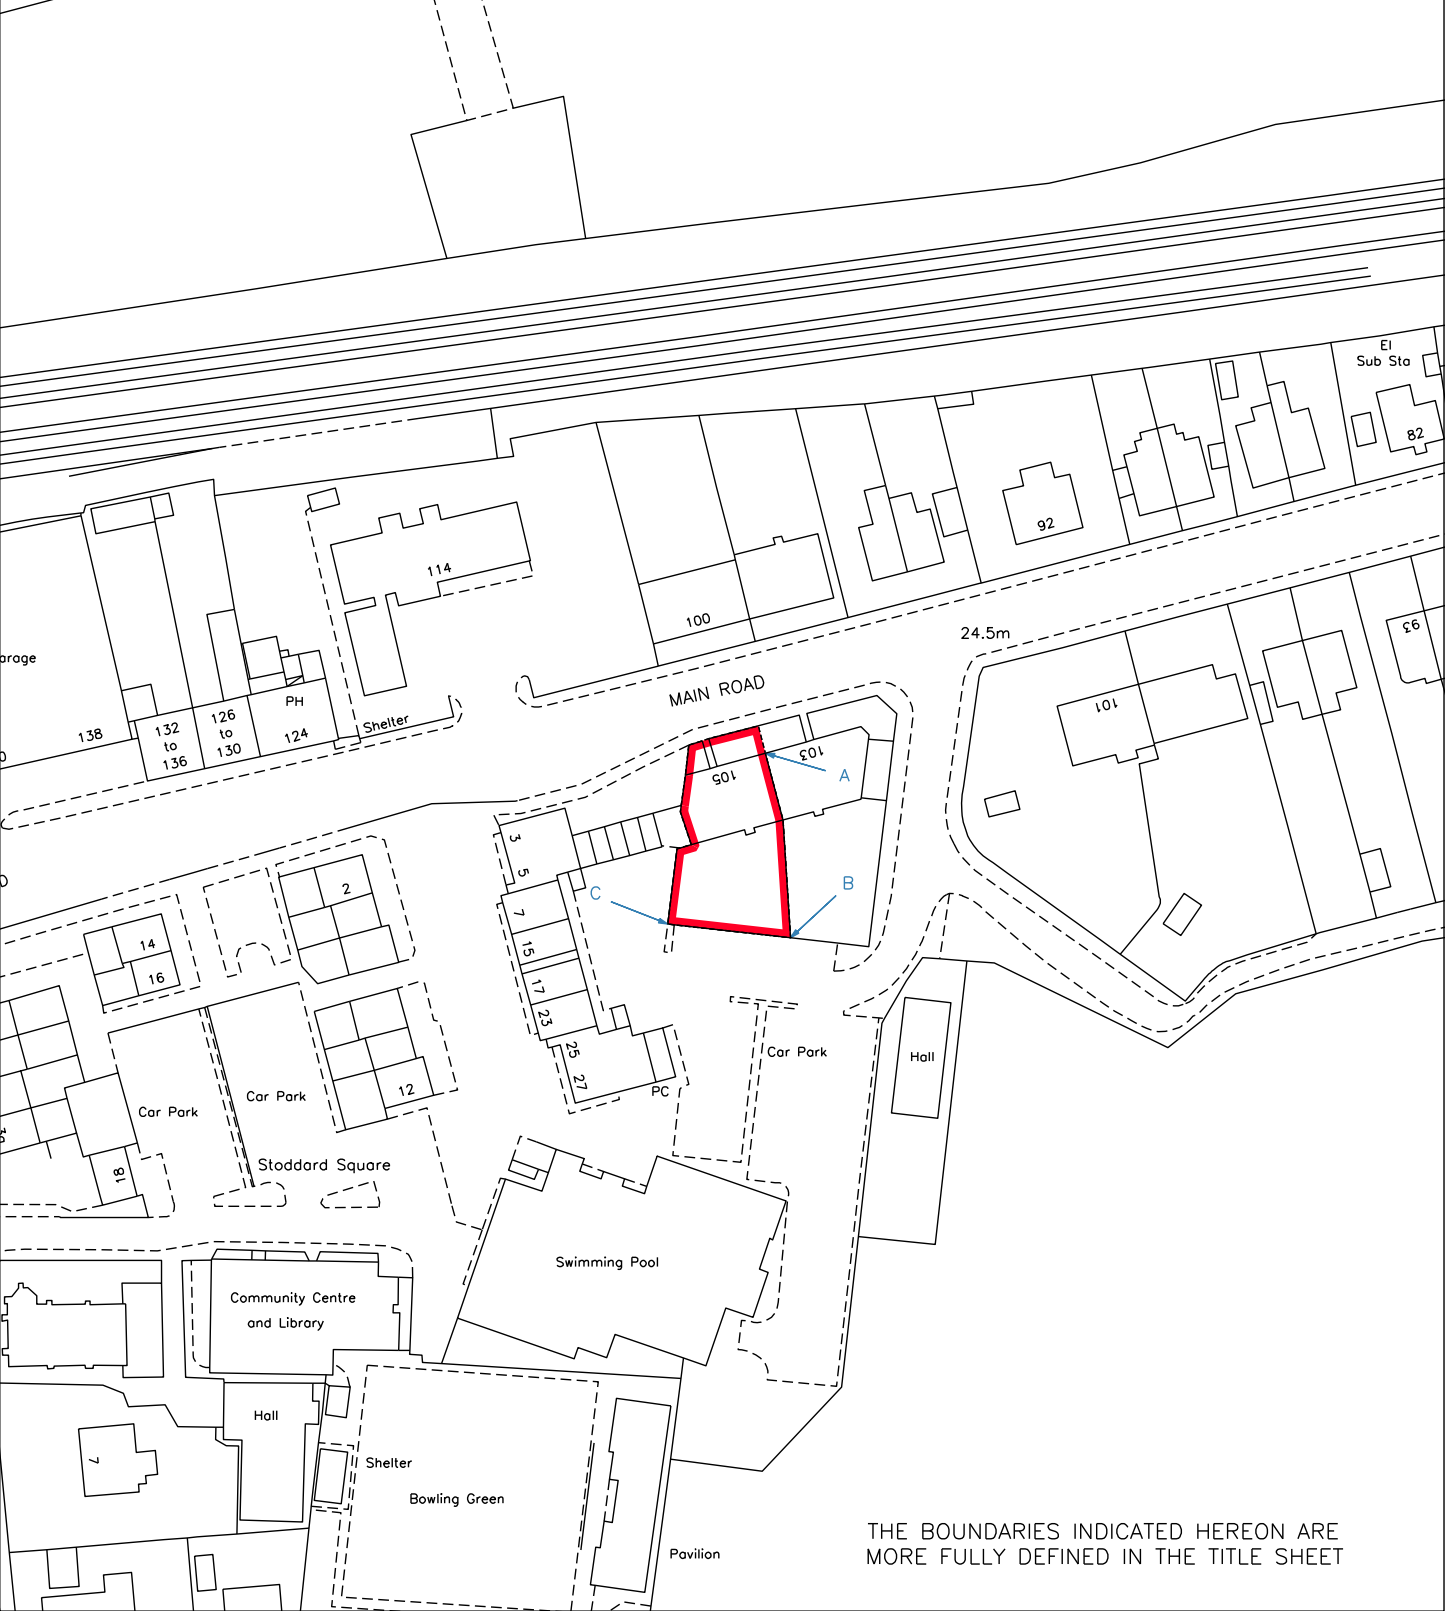 El
Sub Sta
82
92
114
100
93
24.5m
arage
MAIN ROAD
101
PH
138
132
to
136
126
to
130
124
Shelter
103
105
A
3
5
2
C
B
7
14
15
16
17
23
25
27
Car Park
Hall
12
PC
Car Park
Car Park
18
Stoddard Square
Swimming Pool
Community Centre
and Library
Hall
7
Shelter
Bowling Green
Pavilion
THE BOUNDARIES INDICATED HEREON ARE
MORE FULLY DEFINED IN THE TITLE SHEET